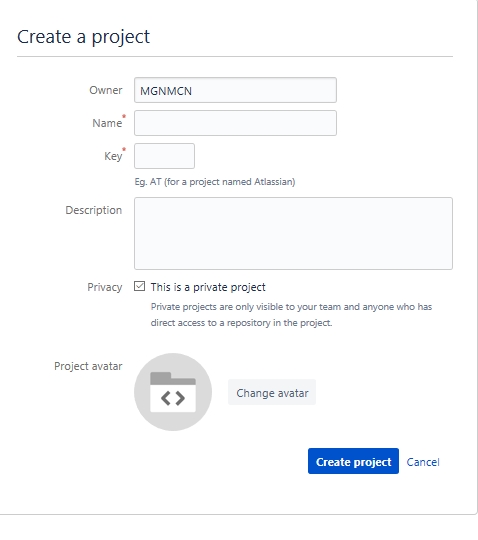 Create a project
Owner MGNMCN
Name*
Key*
Eg. AT (for a project named Atlassian)
Description
Privacy This is a private project
Private projects are only visible to your team and anyone who has
direct access to a repository in the project.
Project avatar
Change avatar
Create project Cancel